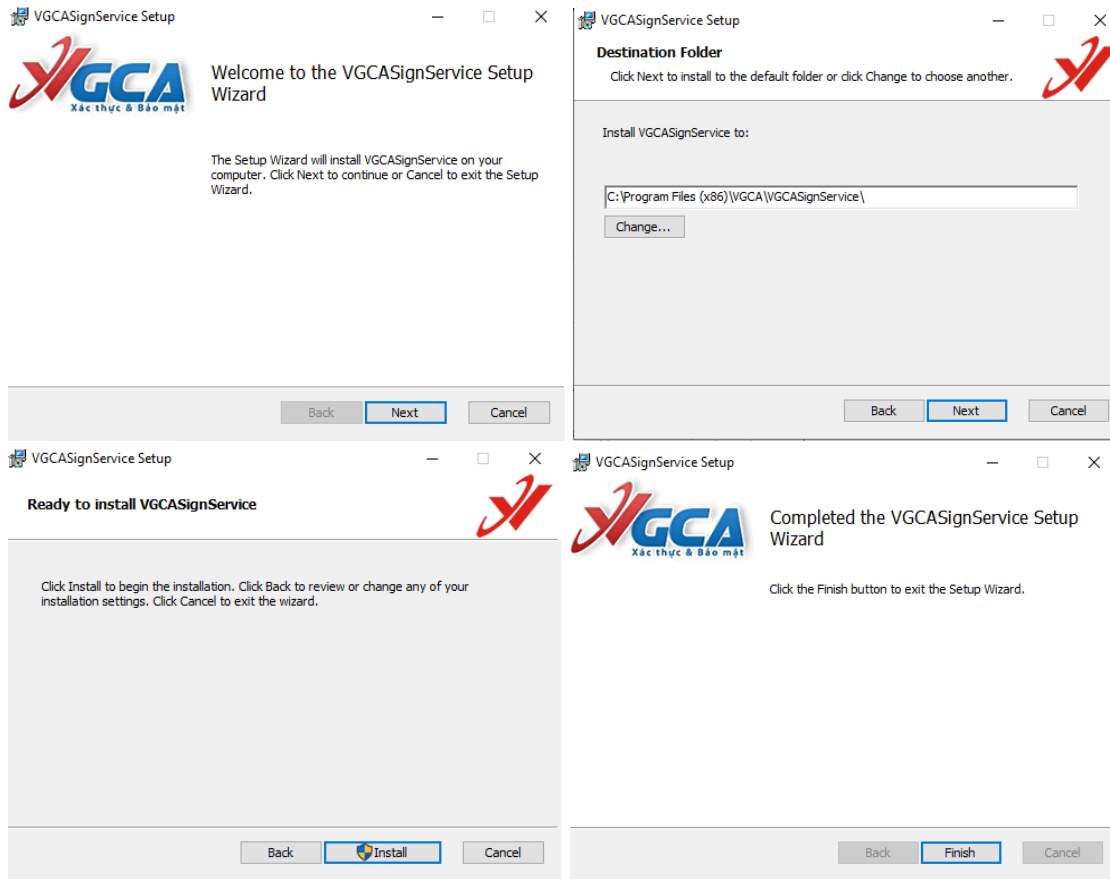 VGCASignService Setup
VGCA
Xác thực & Bảo mật
Welcome to the VGCASignService Setup
Wizard
The Setup Wizard will install VGCASignService on your
computer. Click Next to continue or Cancel to exit the Setup
Wizard.
Back
Next
Cancel
VGCASignService Setup
Destination Folder
Click Next to install to the default folder or click Change to choose another.
Install VGCASignService to:
C:\Program Files (x86)\VGCA\VGCASignService\
Change...
Back
Next
Cancel
VGCASignService Setup
Ready to install VGCASignService
Click Install to begin the installation. Click Back to review or change any of your
installation settings. Click Cancel to exit the wizard.
Back
Install
Cancel
VGCASignService Setup
VGCA
Xác thực & Bảo mật
Completed the VGCASignService Setup
Wizard
Click the Finish button to exit the Setup Wizard.
Back
Finish
Cancel